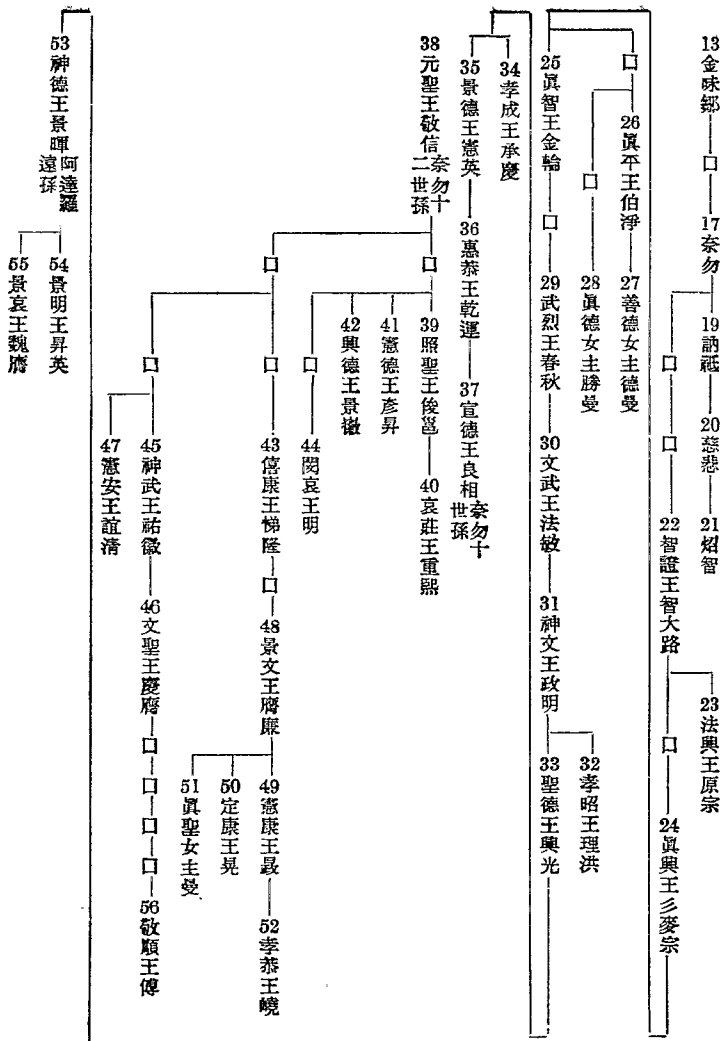 13金味鄒
□
17奈勿
19訥祗
20慈悲
21炤智
□
□
22智證王智大路
23法興王原宗
□
24眞興王彡麥宗
□
26眞平王伯淨
27善德女主德曼
□
28眞德女主勝曼
25眞智王金輪
□
29武烈王春秋
30文武王法敏
31神文王政明
32孝昭王理洪
33聖德王興光
34孝成王承慶
35景德王憲英
36惠恭王乾運
37宣德王良相
奈勿十
世孫
38元聖王敬信
奈勿十
二世孫
□
39照聖王俊邕
40哀莊王重熙
41憲德王彥昇
42興德王景徽
□
44閔哀王明
□
□
43僖康王悌隆
□
48景文王膺廉
49憲康王晸
52孝恭王嶢
50定康王晃
51眞聖女主曼
□
45神武王祐徵
46文聖王慶膺
□
□
□
□
56敬順王傅
47憲安王誼淸
53神德王景暉
阿達羅
遠孫
54景明王昇英
55景哀王魏膺